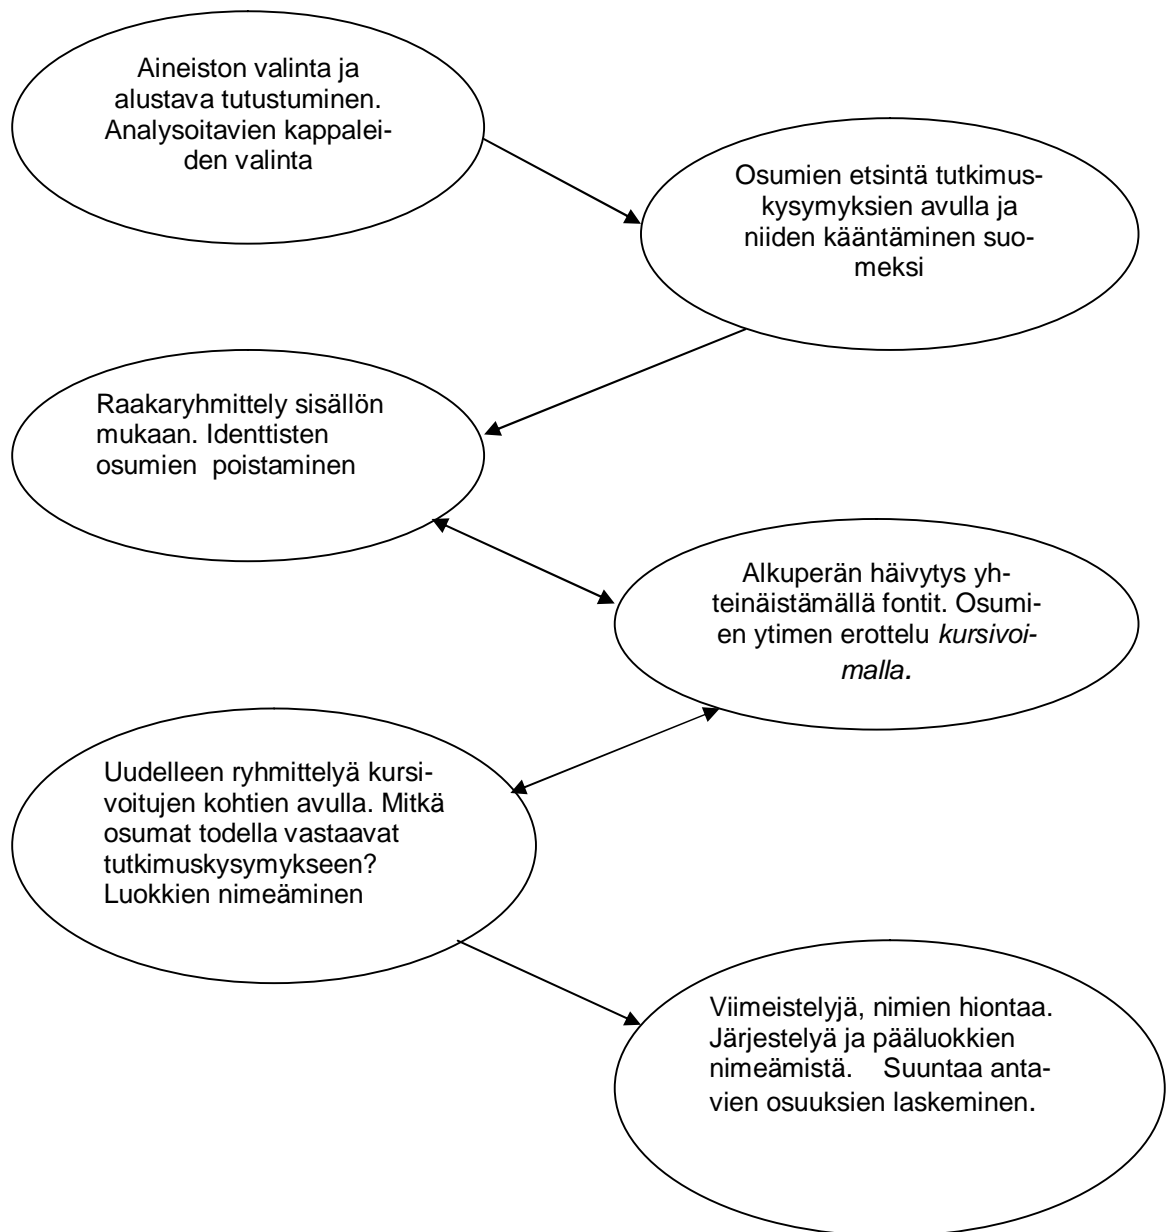 Aineiston valinta ja
alustava tutustuminen.
Analysoitavien kappalei-
den valinta
Osumien etsintä tutkimus-
kysymyksien avulla ja
niiden kääntäminen suo-
meksi
Raakaryhmittely sisällön
mukaan. Identtisten
osumien poistaminen
Alkuperän häivytys yh-
teinäistämällä fontit. Osumi-
en ytimen erottelu kursivoi-
malla.
Uudelleen ryhmittelyä kursi-
voitujen kohtien avulla. Mitkä
osumat todella vastaavat
tutkimuskysymykseen?
Luokkien nimeäminen
Viimeistelyjä, nimien hiontaa.
Järjestelyä ja pääluokkien
nimeämistä. Suuntaa anta-
vien osuuksien laskeminen.